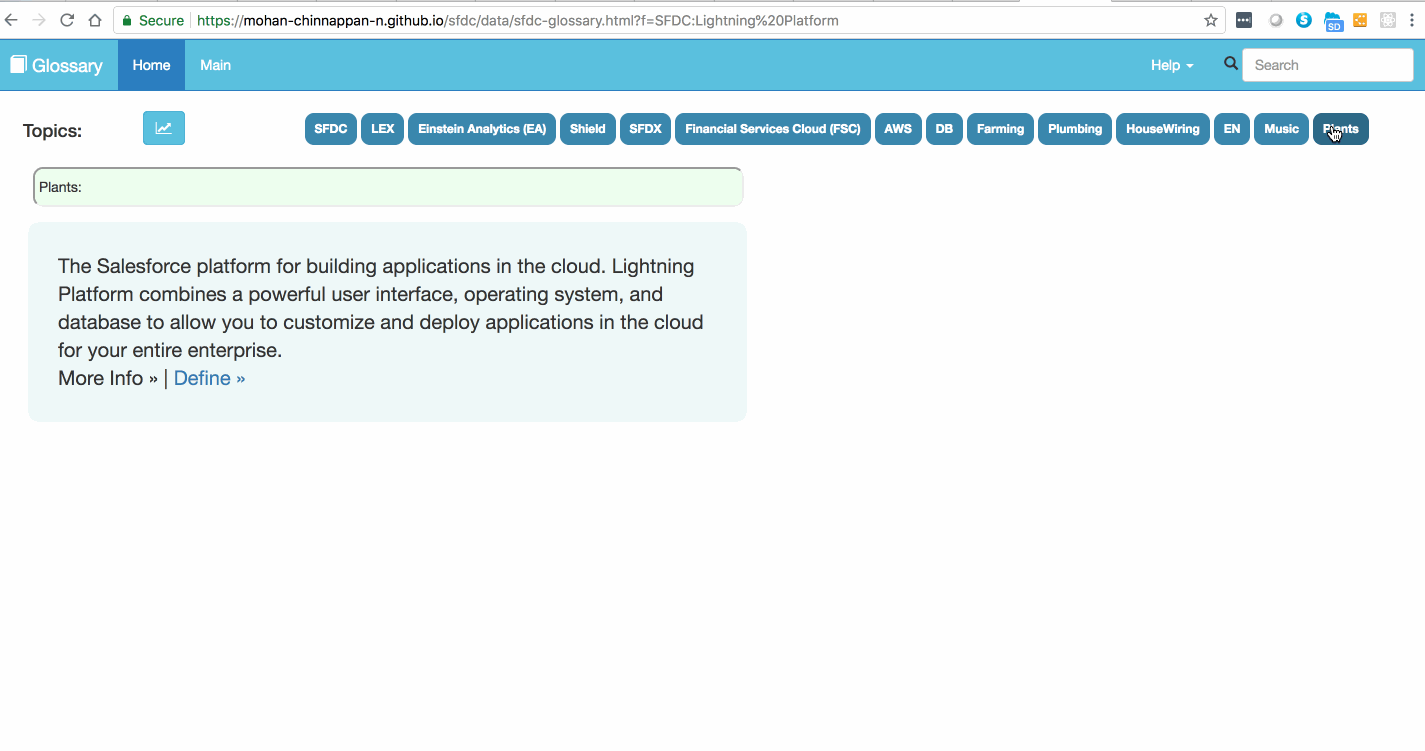 Secure https://mohan-chinnappan-n.github.io/sfdc/data/sfdc-glossary.html?f=SFDC:Lightning%20Platform
SD
Glossary Home Main Help Search
Topics: SFDC LEX Einstein Analytics (EA) Shield SFDX Financial Services Cloud (FSC) AWS DB Farming Plumbing HouseWiring EN Music Plants
Plants:
The Salesforce platform for building applications in the cloud. Lightning
Platform combines a powerful user interface, operating system, and
database to allow you to customize and deploy applications in the cloud
for your entire enterprise.
More Info » | Define »